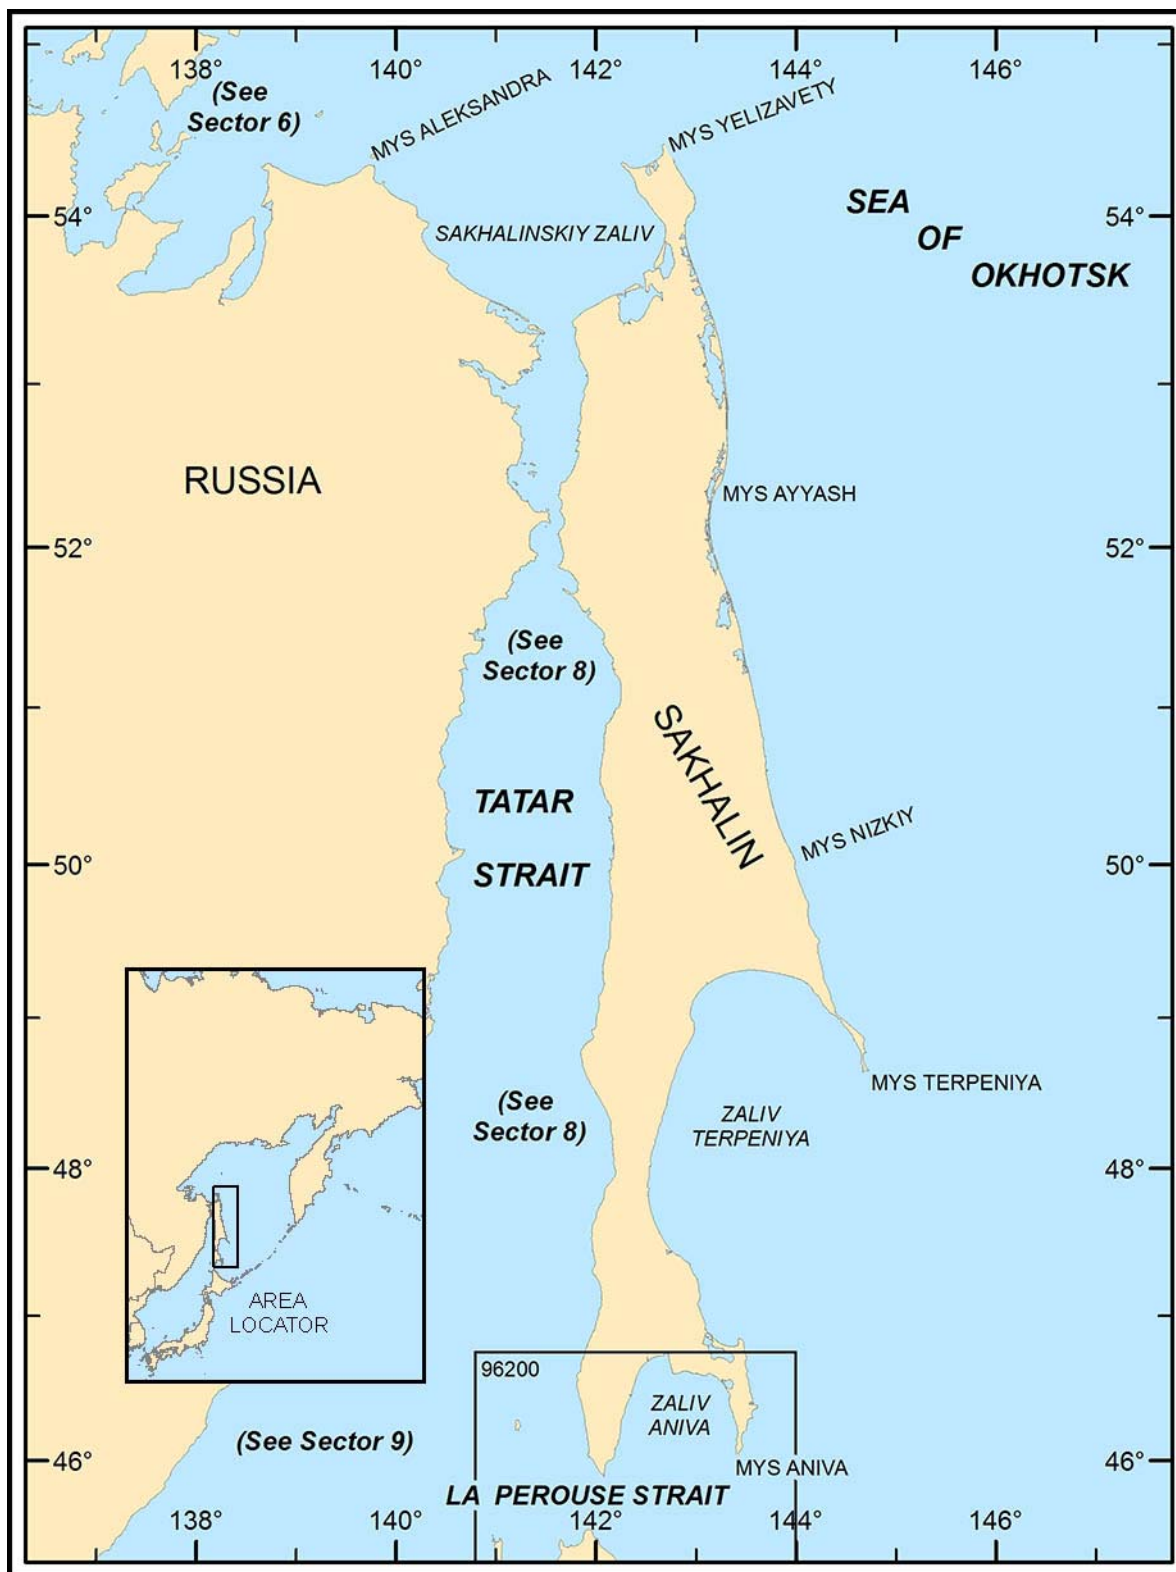 138°
140°
142°
144°
146°
(See
Sector 6)
MYS ALEKSANDRA
MYS YELIZAVETY
54°
SEA
OF
OKHOTSK
54°
SAKHALINSKIY ZALIV
RUSSIA
MYS AYYASH
52°
52°
(See
Sector 8)
SAKHALIN
TATAR
STRAIT
MYS NIZKIY
50°
50°
(See
Sector 8)
MYS TERPENIYA
ZALIV
TERPENIYA
48°
48°
AREA
LOCATOR
96200
ZALIV
ANIVA
(See Sector 9)
46°
MYS ANIVA
46°
LA PEROUSE STRAIT
138°
140°
142°
144°
146°